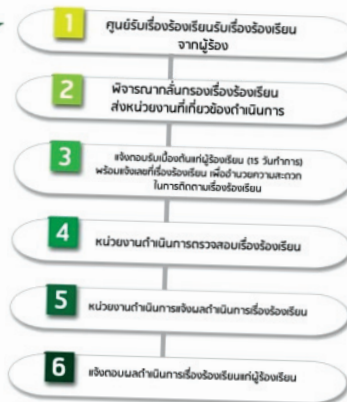 1
ศูนย์รับเรื่องร้องเรียนรับเรื่องร้องเรียน
จากผู้ร้อง
2
พิจารณากลั่นกรองเรื่องร้องเรียน
ส่งหน่วยงานที่เกี่ยวข้องดำเนินการ
3
แจ้งตอบรับเบื้องต้นแก่ผู้ร้องเรียน (15 วันทำการ)
พร้อมแจ้งเลขที่เรื่องร้องเรียน เพื่ออำนวยความสะดวก
ในการติดตามเรื่องร้องเรียน
4
หน่วยงานดำเนินการตรวจสอบเรื่องร้องเรียน
5
หน่วยงานดำเนินการแจ้งผลดำเนินการเรื่องร้องเรียน
6
แจ้งตอบผลดำเนินการเรื่องร้องเรียนแก่ผู้ร้องเรียน